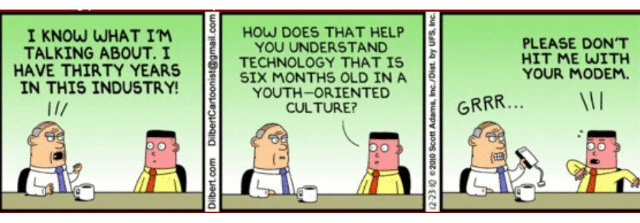 I KNOW WHAT I'M
TALKING ABOUT. I
HAVE THIRTY YEARS
IN THIS INDUSTRY!
Dilbert.com DilbertCartoonist@gmail.com
HOW DOES THAT HELP
YOU UNDERSTAND
TECHNOLOGY THAT IS
SIX MONTHS OLD IN A
YOUTH-ORIENTED
CULTURE?
12-23-10 ©2010 Scott Adams, Inc./Dist. by UFS, Inc.
PLEASE DON'T
HIT ME WITH
YOUR MODEM.
GRRR...